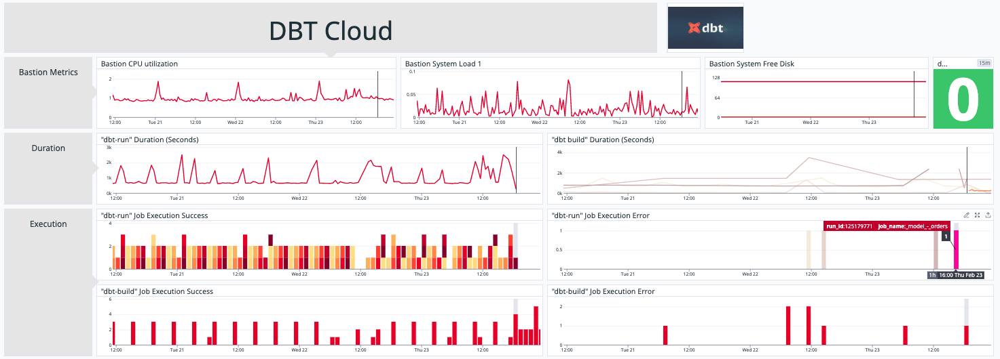 DBT Cloud
dbt
Bastion Metrics
Bastion CPU utilization
2
1
0
12:00 Tue 21 12:00 Wed 22 12:00 Thu 23 12:00
Bastion System Load 1
0.1
0.05
0
12:00 Tue 21 12:00 Wed 22 12:00 Thu 23 12:00
Bastion System Free Disk
128
64
0
Tue 21 Wed 22 Thu 23
d... 15m
0
Duration
"dbt-run" Duration (Seconds)
3k
2k
1k
0k
12:00 Tue 21 12:00 Wed 22 12:00 Thu 23 12:00
"dbt build" Duration (Seconds)
4k
2k
0k
12:00 Tue 21 12:00 Wed 22 12:00 Thu 23 12:00
Execution
"dbt-run" Job Execution Success
4
2
0
12:00 Tue 21 12:00 Wed 22 12:00 Thu 23 12:00
"dbt-run" Job Execution Error
run_id:125179771 job_name:_model_-_orders
1
1
0.5
0
12:00 Tue 21 12:00 Wed 22 12:00 Thu 23
1h 16:00 Thu Feb 23
"dbt-build" Job Execution Success
6
4
2
0
12:00 Tue 21 12:00 Wed 22 12:00 Thu 23 12:00
"dbt-build" Job Execution Error
2
1
0
12:00 Tue 21 12:00 Wed 22 12:00 Thu 23 12:00